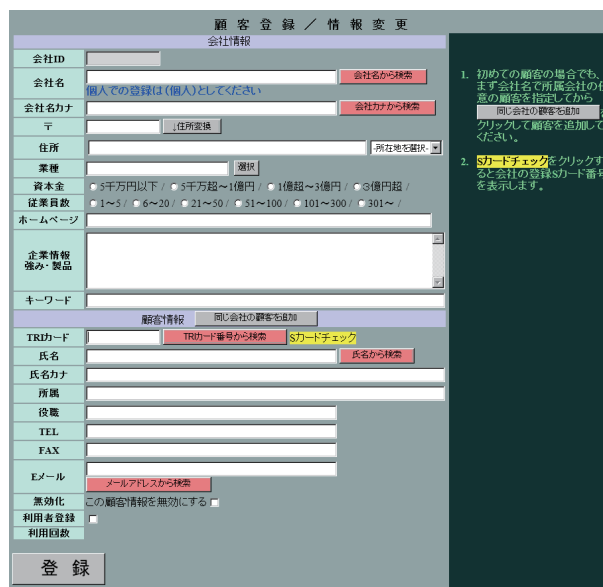 顧 客 登 録 ／ 情 報 変 更
会社情報
会社ID
会社名 会社名から検索
個人での登録は(個人)としてください
会社名カナ 会社カナから検索
〒 ↓住所変換
住所 -所在地を選択-
業種 選択
資本金 5千万円以下 / 5千万超～1億円 / 1億超～3億円 / 3億円超 /
従業員数 1～5 / 6～20 / 21～50 / 51～100 / 101～300 / 301～ /
ホームページ
企業情報
強み・製品
キーワード
顧客情報 同じ会社の顧客を追加
TRIカード TRIカード番号から検索 Sカードチェック
氏名 氏名から検索
氏名カナ
所属
役職
TEL
FAX
Eメール
メールアドレスから検索
無効化 この顧客情報を無効にする
利用者登録
利用回数
登 録
1. 初めての顧客の場合でも、
まず会社名で所属会社の任
意の顧客を指定してから
同じ会社の顧客を追加
クリックして顧客を追加して
ください。
2. Sカードチェックをクリックす
ると会社の登録Sカード番号
を表示します。